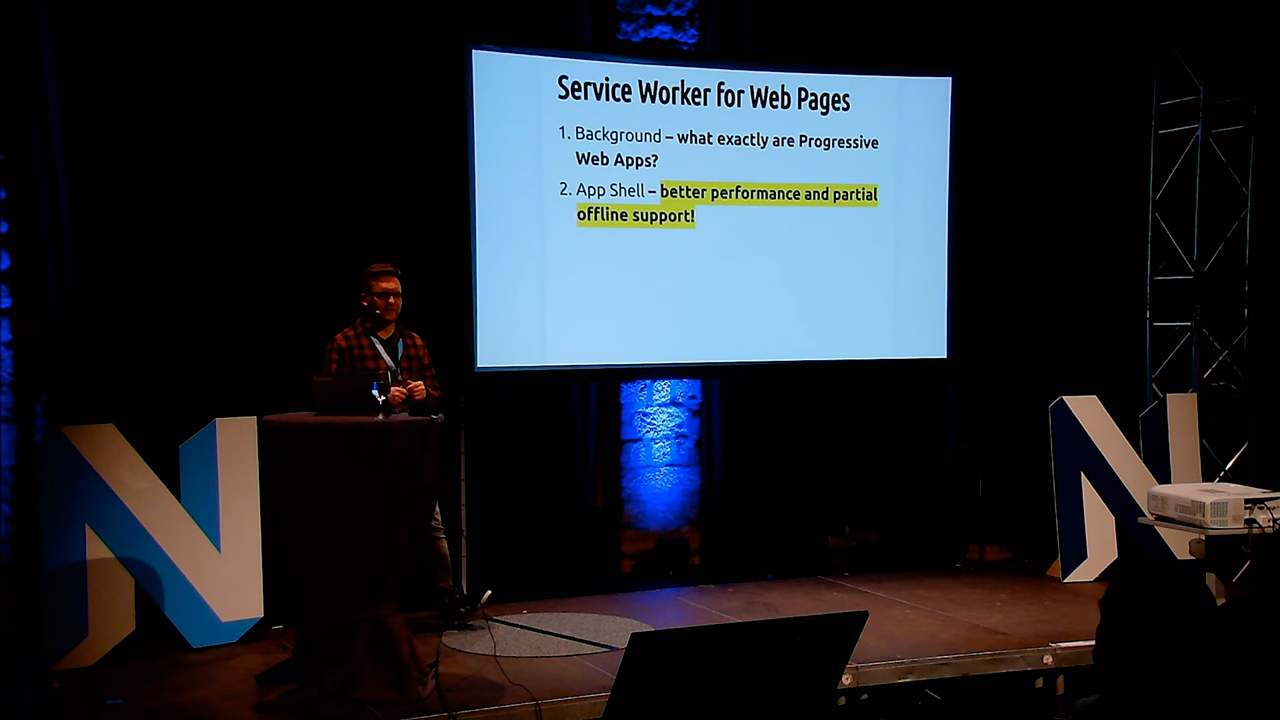 Service Worker for Web Pages
1. Background – what exactly are Progressive
Web Apps?
2. App Shell – better performance and partial
offline support!
N
N